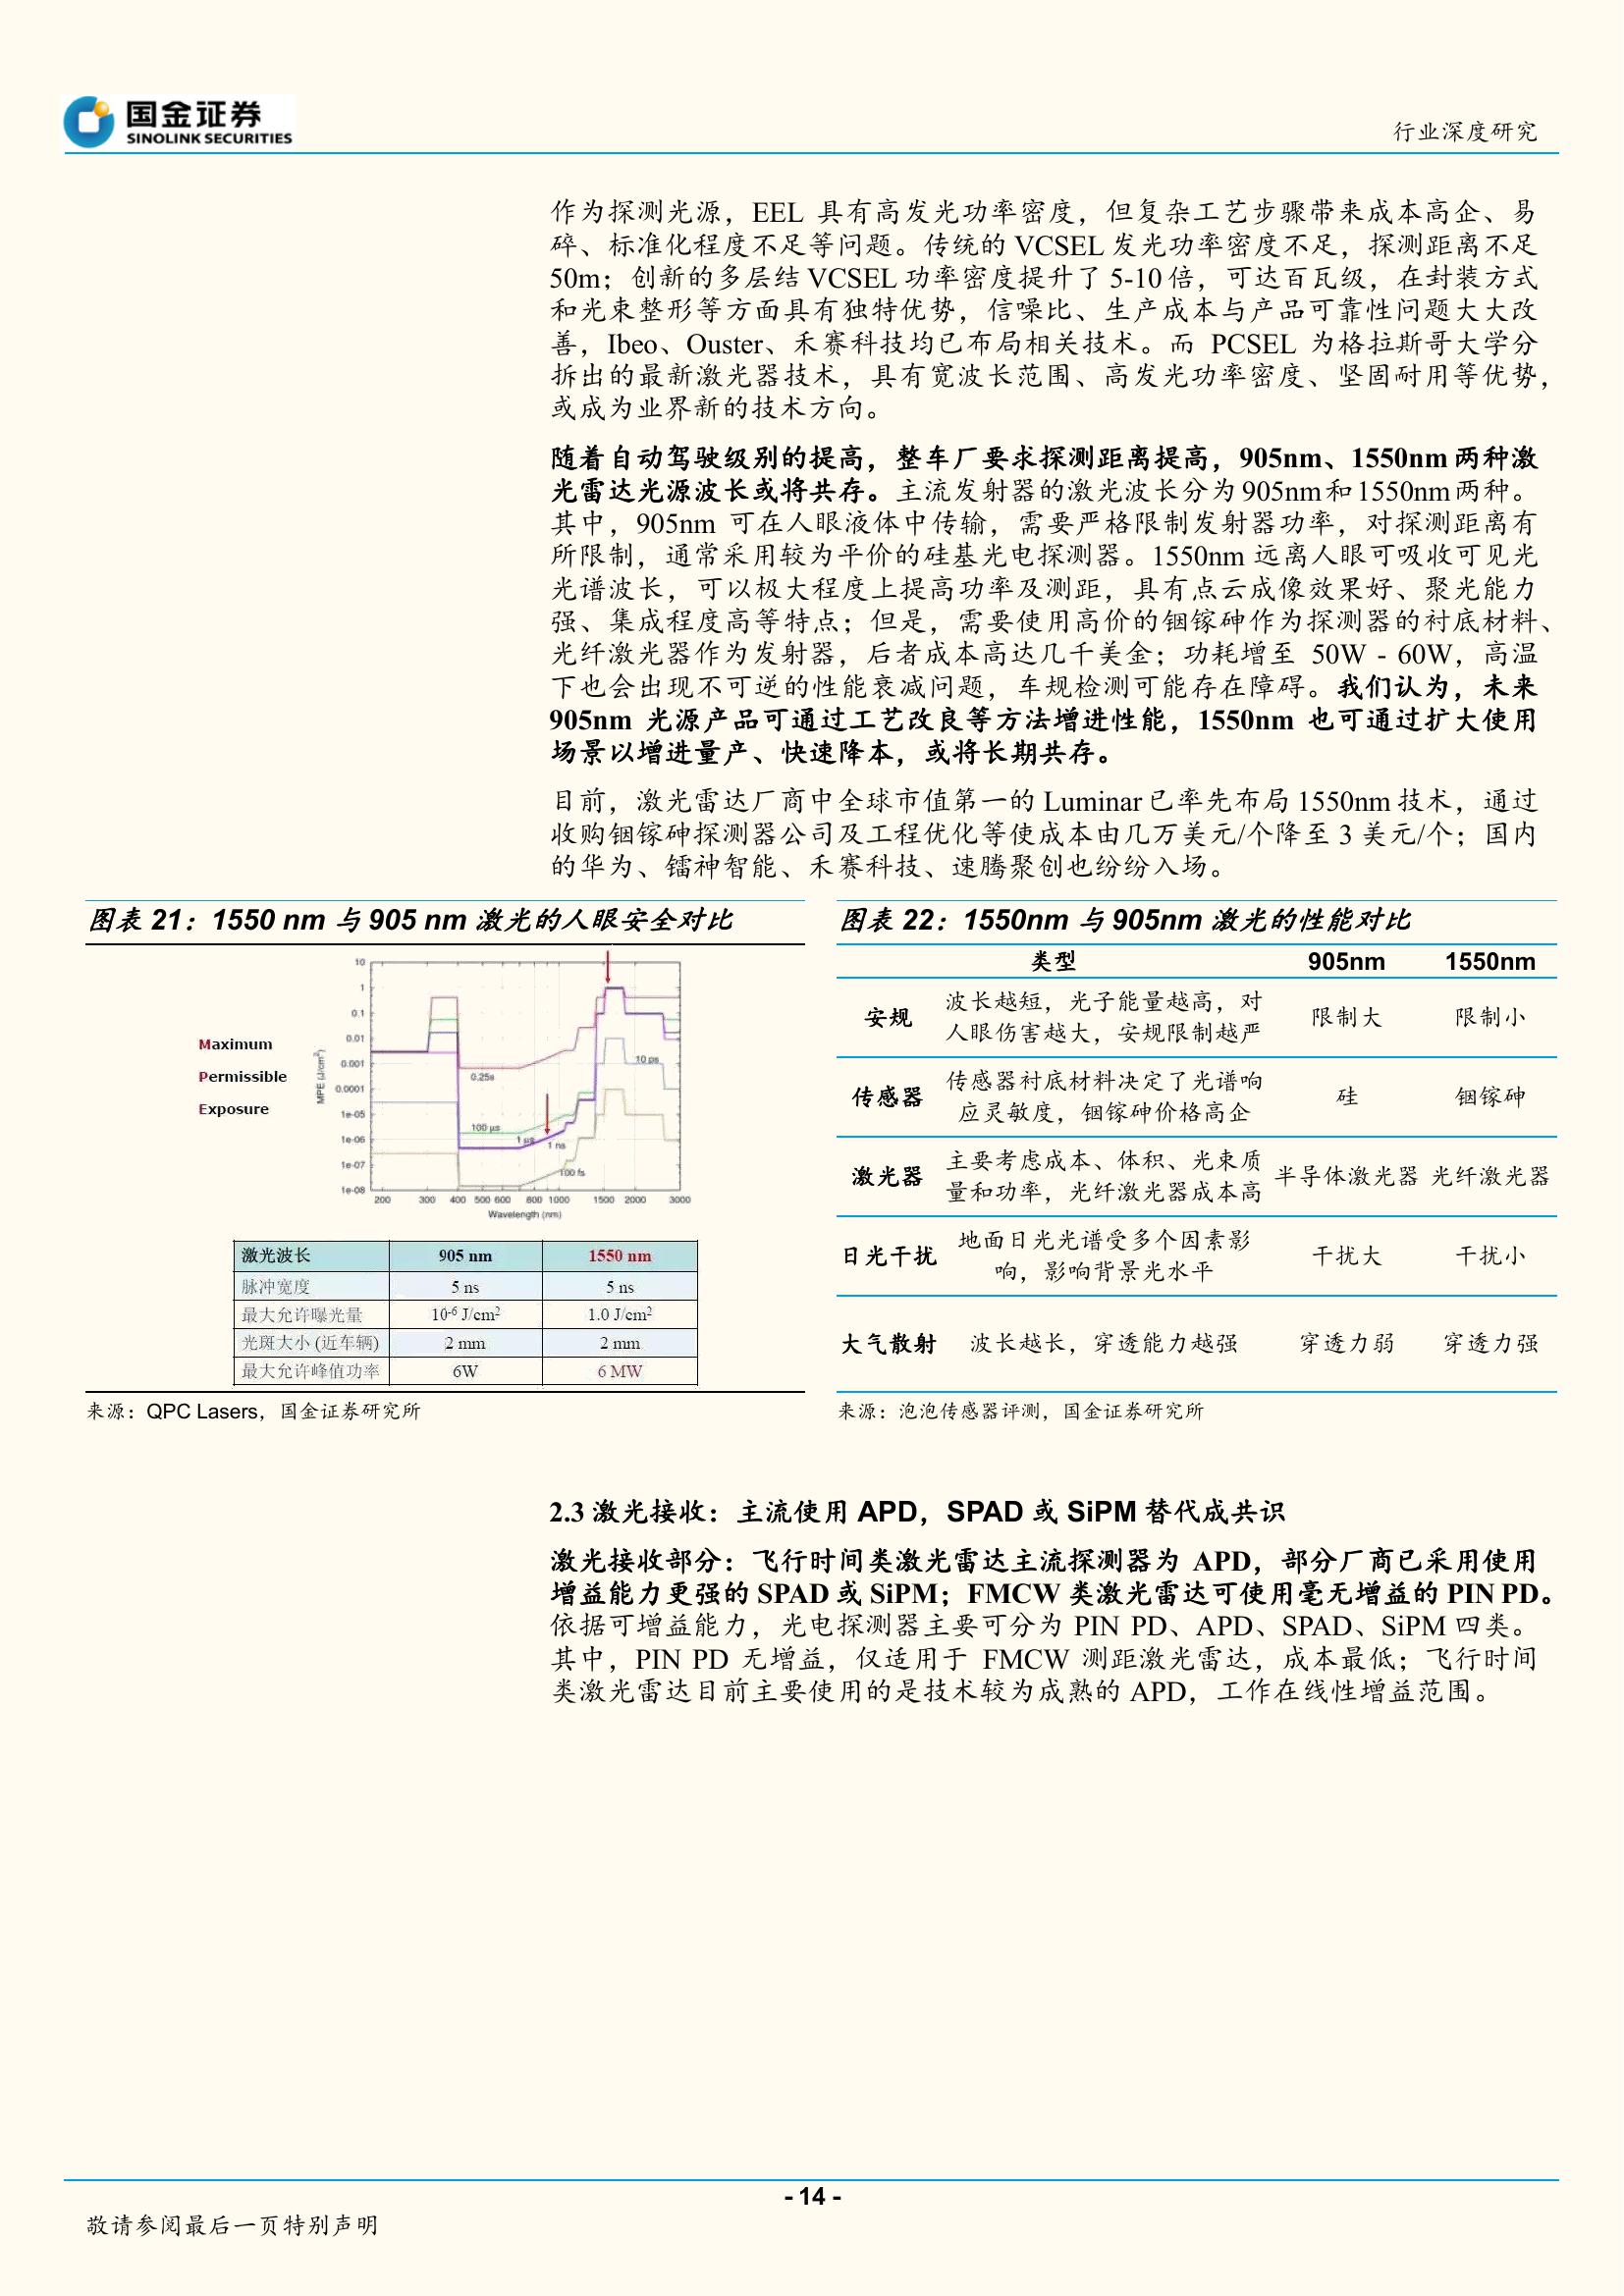 国金证券
SINOLINK SECURITIES
行业深度研究
作为探测光源，EEL 具有高发光功率密度，但复杂工艺步骤带来成本高企、易
碎、标准化程度不足等问题。传统的 VCSEL 发光功率密度不足，探测距离不足
50m；创新的多层结 VCSEL 功率密度提升了 5-10 倍，可达百瓦级，在封装方式
和光束整形等方面具有独特优势，信噪比、生产成本与产品可靠性问题大大改
善，Ibeo、Ouster、禾赛科技均已布局相关技术。而 PCSEL 为格拉斯哥大学分
拆出的最新激光器技术，具有宽波长范围、高发光功率密度、坚固耐用等优势，
或成为业界新的技术方向。
随着自动驾驶级别的提高，整车厂要求探测距离提高，905nm、1550nm 两种激
光雷达光源波长或将共存。主流发射器的激光波长分为 905nm 和 1550nm 两种。
其中，905nm 可在人眼液体中传输，需要严格限制发射器功率，对探测距离有
所限制，通常采用较为平价的硅基光电探测器。1550nm 远离人眼可吸收可见光
光谱波长，可以极大程度上提高功率及测距，具有点云成像效果好、聚光能力
强、集成程度高等特点；但是，需要使用高价的铟镓砷作为探测器的衬底材料、
光纤激光器作为发射器，后者成本高达几千美金；功耗增至 50W - 60W，高温
下也会出现不可逆的性能衰减问题，车规检测可能存在障碍。我们认为，未来
905nm 光源产品可通过工艺改良等方法增进性能，1550nm 也可通过扩大使用
场景以增进量产、快速降本，或将长期共存。
目前，激光雷达厂商中全球市值第一的 Luminar 已率先布局 1550nm 技术，通过
收购铟镓砷探测器公司及工程优化等使成本由几万美元/个降至 3 美元/个；国内
的华为、镭神智能、禾赛科技、速腾聚创也纷纷入场。
图表 21：1550 nm 与 905 nm 激光的人眼安全对比
Maximum
Permissible
Exposure
MPE (J/cm²)
10
1
0.1
0.01
0.001
0.0001
1e-05
1e-06
1e-07
1e-08
0.25s
10 ps
100 µs
1 µs
1 ns
100 fs
200 300 400 500 600 800 1000 1500 2000 3000
Wavelength (nm)
激光波长 905 nm 1550 nm
脉冲宽度 5 ns 5 ns
最大允许曝光量 10⁻⁶ J/cm² 1.0 J/cm²
光斑大小 (近车辆) 2 mm 2 mm
最大允许峰值功率 6W 6 MW
来源：QPC Lasers，国金证券研究所
图表 22：1550nm 与 905nm 激光的性能对比
类型 905nm 1550nm
安规 波长越短，光子能量越高，对 限制大 限制小
人眼伤害越大，安规限制越严
传感器 传感器衬底材料决定了光谱响 硅 铟镓砷
应灵敏度，铟镓砷价格高企
激光器 主要考虑成本、体积、光束质 半导体激光器 光纤激光器
量和功率，光纤激光器成本高
日光干扰 地面日光光谱受多个因素影 干扰大 干扰小
响，影响背景光水平
大气散射 波长越长，穿透能力越强 穿透力弱 穿透力强
来源：泡泡传感器评测，国金证券研究所
2.3 激光接收：主流使用 APD，SPAD 或 SiPM 替代成共识
激光接收部分：飞行时间类激光雷达主流探测器为 APD，部分厂商已采用使用
增益能力更强的 SPAD 或 SiPM；FMCW 类激光雷达可使用毫无增益的 PIN PD。
依据可增益能力，光电探测器主要可分为 PIN PD、APD、SPAD、SiPM 四类。
其中，PIN PD 无增益，仅适用于 FMCW 测距激光雷达，成本最低；飞行时间
类激光雷达目前主要使用的是技术较为成熟的 APD，工作在线性增益范围。
- 14 -
敬请参阅最后一页特别声明